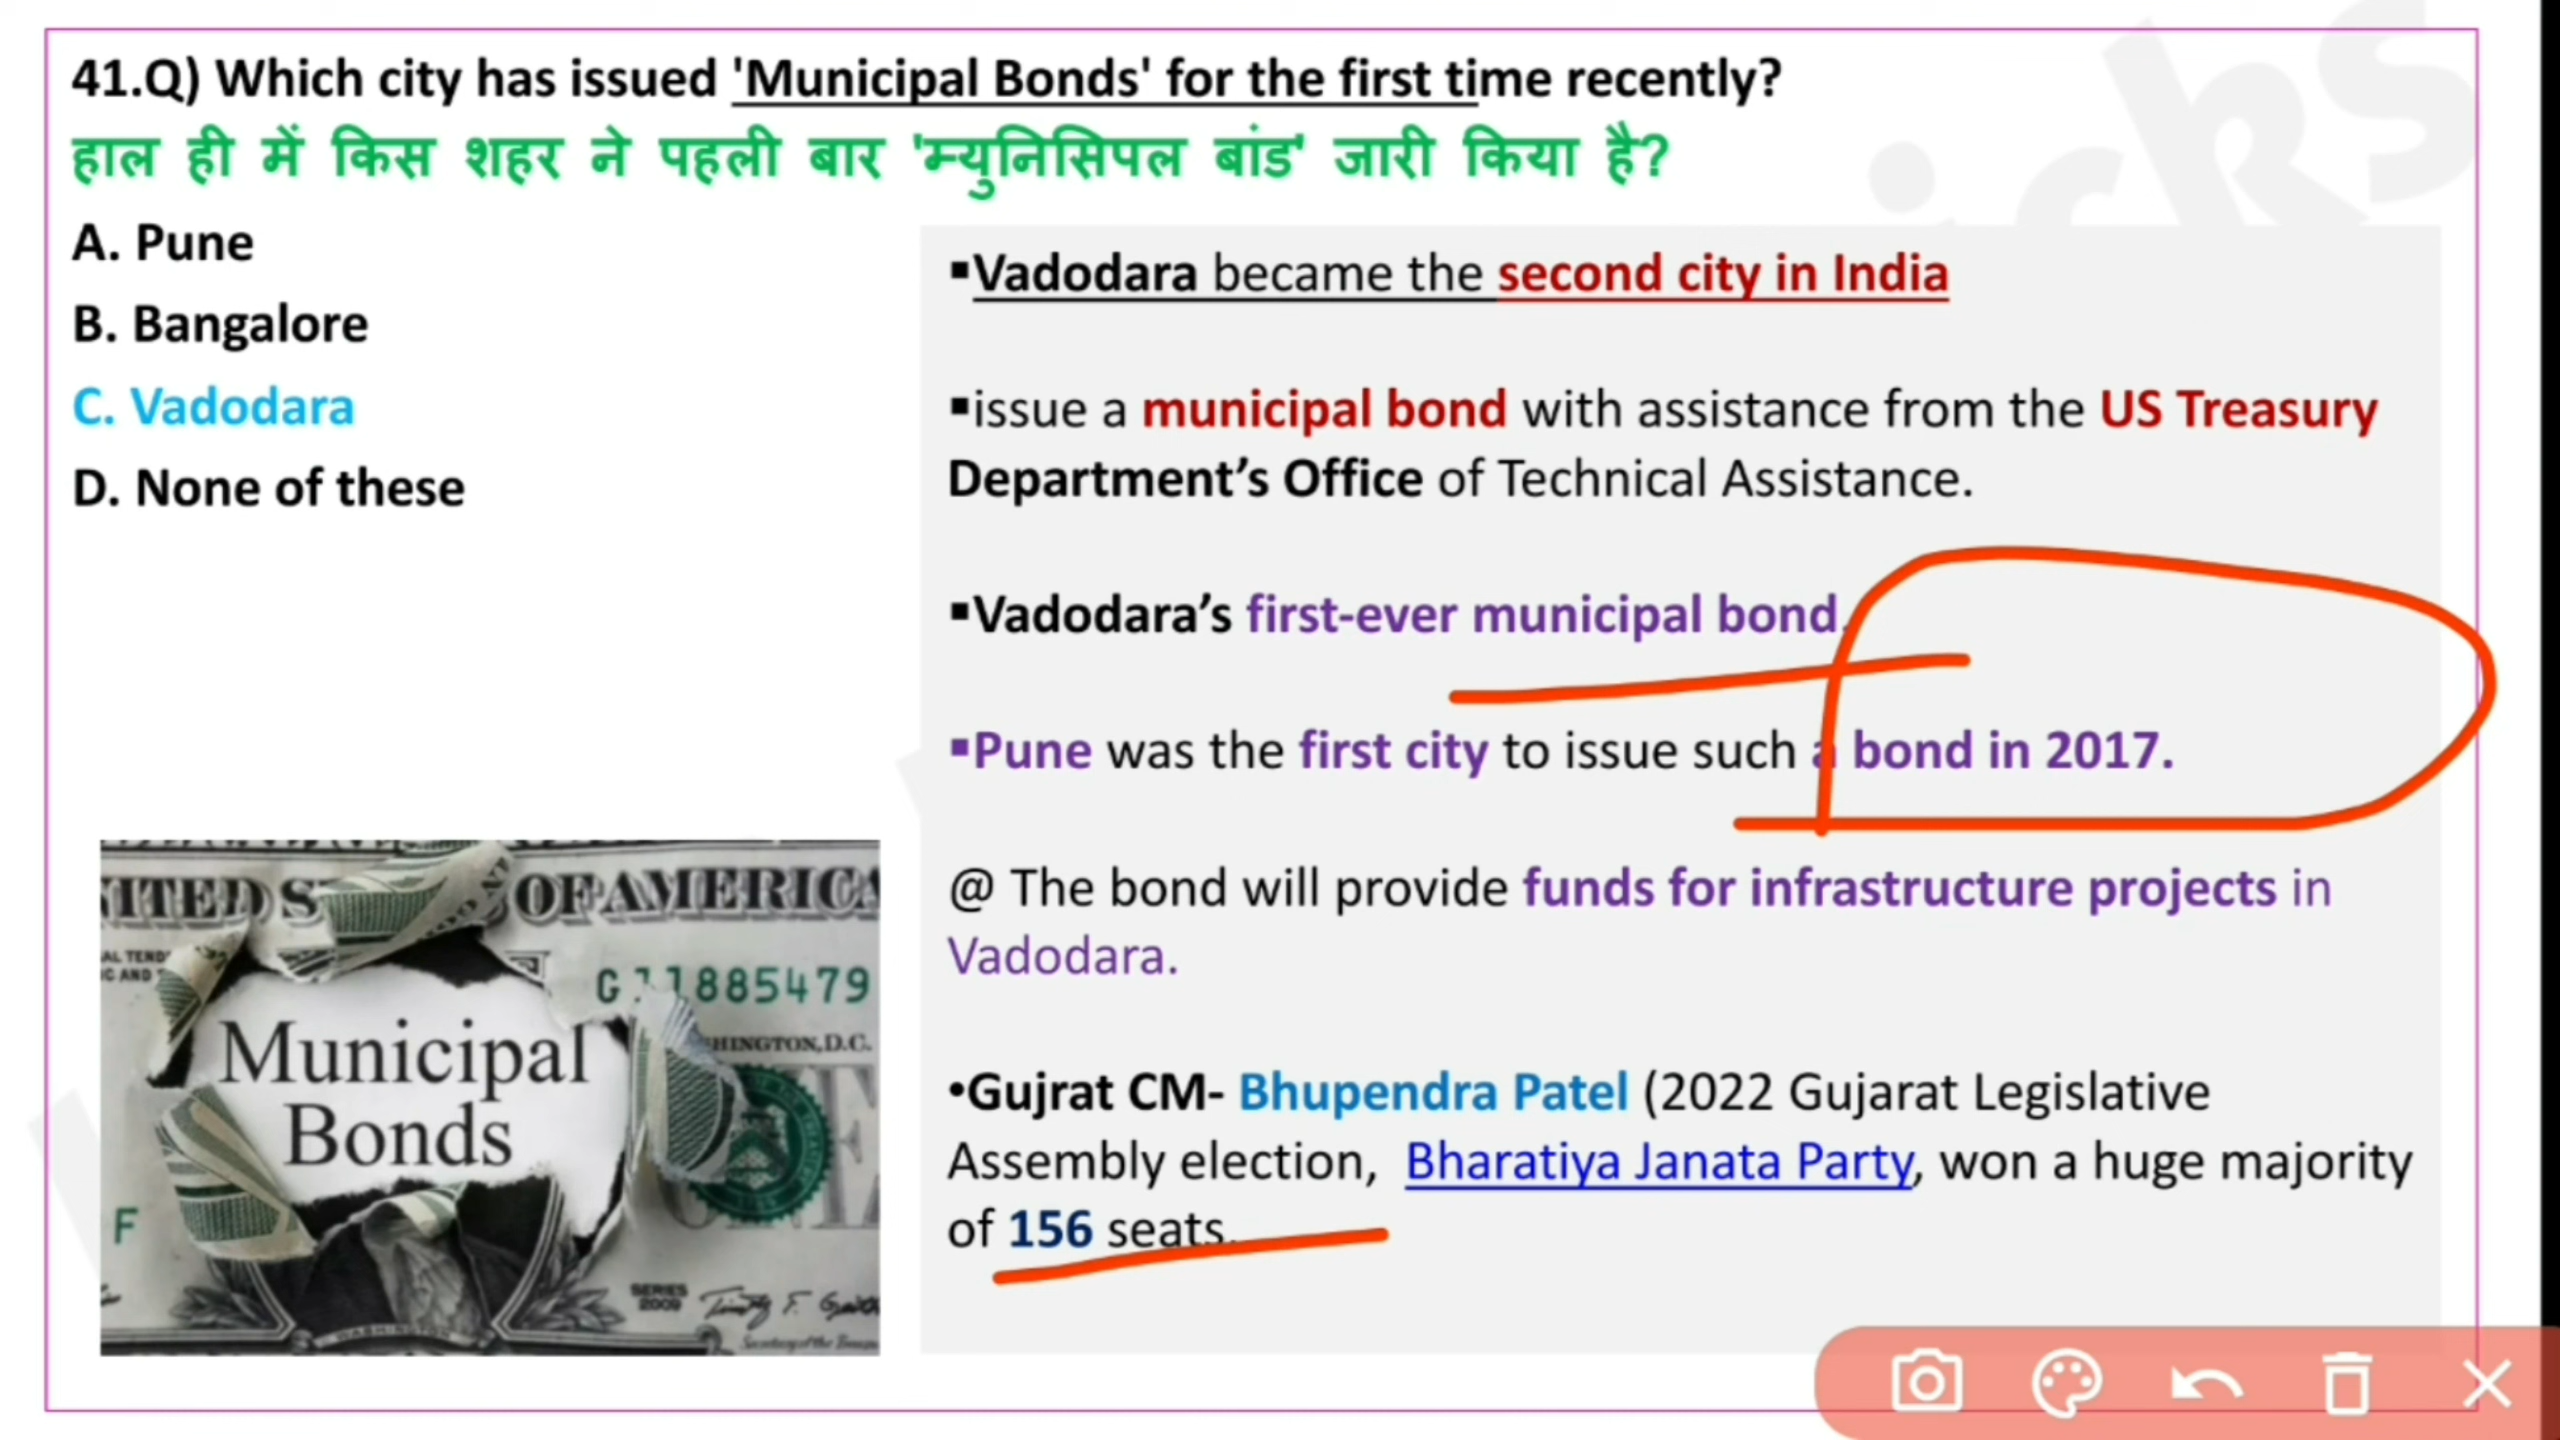 41.Q) Which city has issued 'Municipal Bonds' for the first time recently?
हाल ही में किस शहर ने पहली बार 'म्युनिसिपल बांड' जारी किया है?
A. Pune
B. Bangalore
C. Vadodara
D. None of these
▪Vadodara became the second city in India
▪issue a municipal bond with assistance from the US Treasury
Department’s Office of Technical Assistance.
▪Vadodara’s first-ever municipal bond.
▪Pune was the first city to issue such a bond in 2017.
@ The bond will provide funds for infrastructure projects in
Vadodara.
•Gujrat CM- Bhupendra Patel (2022 Gujarat Legislative
Assembly election, Bharatiya Janata Party, won a huge majority
of 156 seats.
OF AMERICA
885479
Municipal
Bonds
F
SERIES
2009